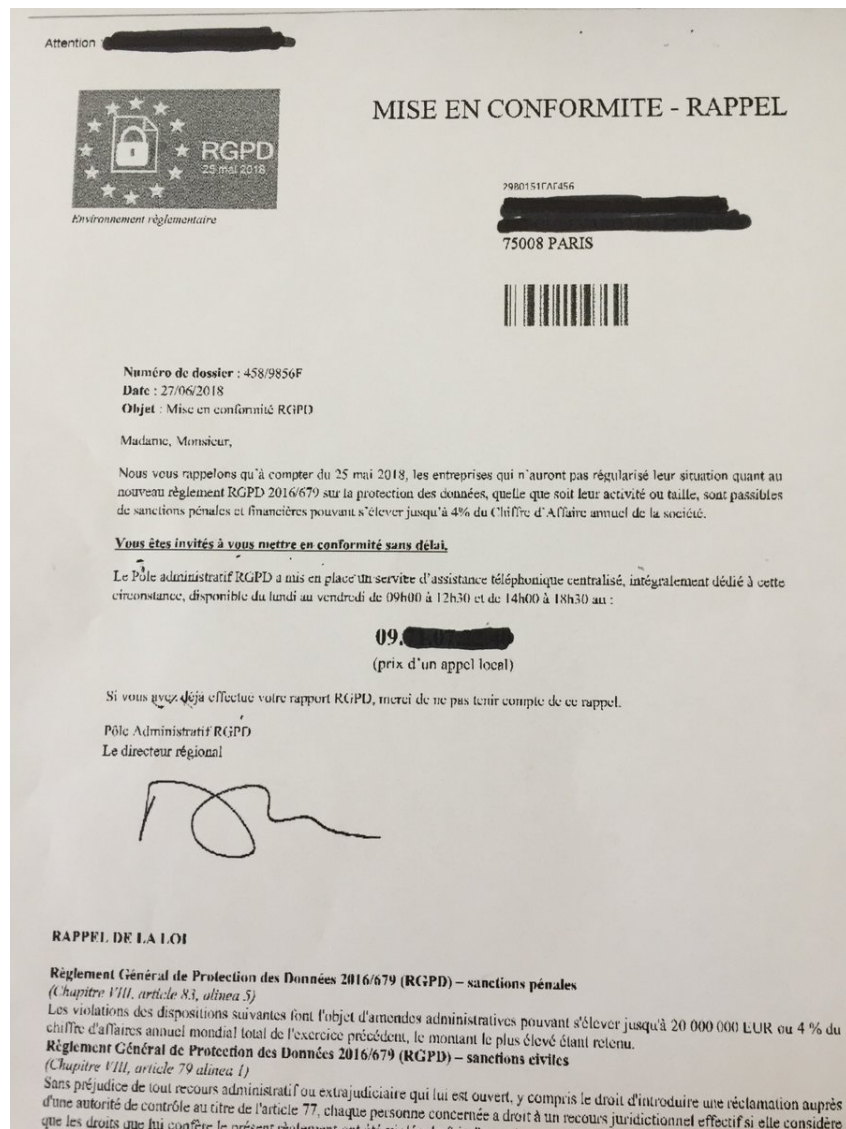 Attention :
RGPD
25 mai 2018
Environnement règlementaire
MISE EN CONFORMITE - RAPPEL
75008 PARIS
Numéro de dossier : 458/9856F
Date : 27/06/2018
Objet : Mise en conformité RGPD
Madame, Monsieur,
Nous vous rappelons qu'à compter du 25 mai 2018, les entreprises qui n'auront pas régularisé leur situation quant au
nouveau règlement RGPD 2016/679 sur la protection des données, quelle que soit leur activité ou taille, sont passibles
de sanctions pénales et financières pouvant s'élever jusqu'à 4% du Chiffre d'Affaire annuel de la société.
Vous êtes invités à vous mettre en conformité sans délai.
Le Pôle administratif RGPD a mis en place un service d'assistance téléphonique centralisé, intégralement dédié à cette
circonstance, disponible du lundi au vendredi de 09h00 à 12h30 et de 14h00 à 18h30 au :
09.
(prix d'un appel local)
Si vous avez déjà effectué votre rapport RGPD, merci de ne pas tenir compte de ce rappel.
Pôle Administratif RGPD
Le directeur régional
RAPPEL DE LA LOI
Règlement Général de Protection des Données 2016/679 (RGPD) – sanctions pénales
(Chapitre VIII, article 83, alinea 5)
Les violations des dispositions suivantes font l'objet d'amendes administratives pouvant s'élever jusqu'à 20 000 000 EUR ou 4 % du
chiffre d'affaires annuel mondial total de l'exercice précédent, le montant le plus élevé étant retenu.
Règlement Général de Protection des Données 2016/679 (RGPD) – sanctions civiles
(Chapitre VIII, article 79 alinea 1)
Sans préjudice de tout recours administratif ou extrajudiciaire qui lui est ouvert, y compris le droit d'introduire une réclamation auprès
d'une autorité de contrôle au titre de l'article 77, chaque personne concernée a droit à un recours juridictionnel effectif si elle considère
que les droits que lui confère le présent règlement ont été